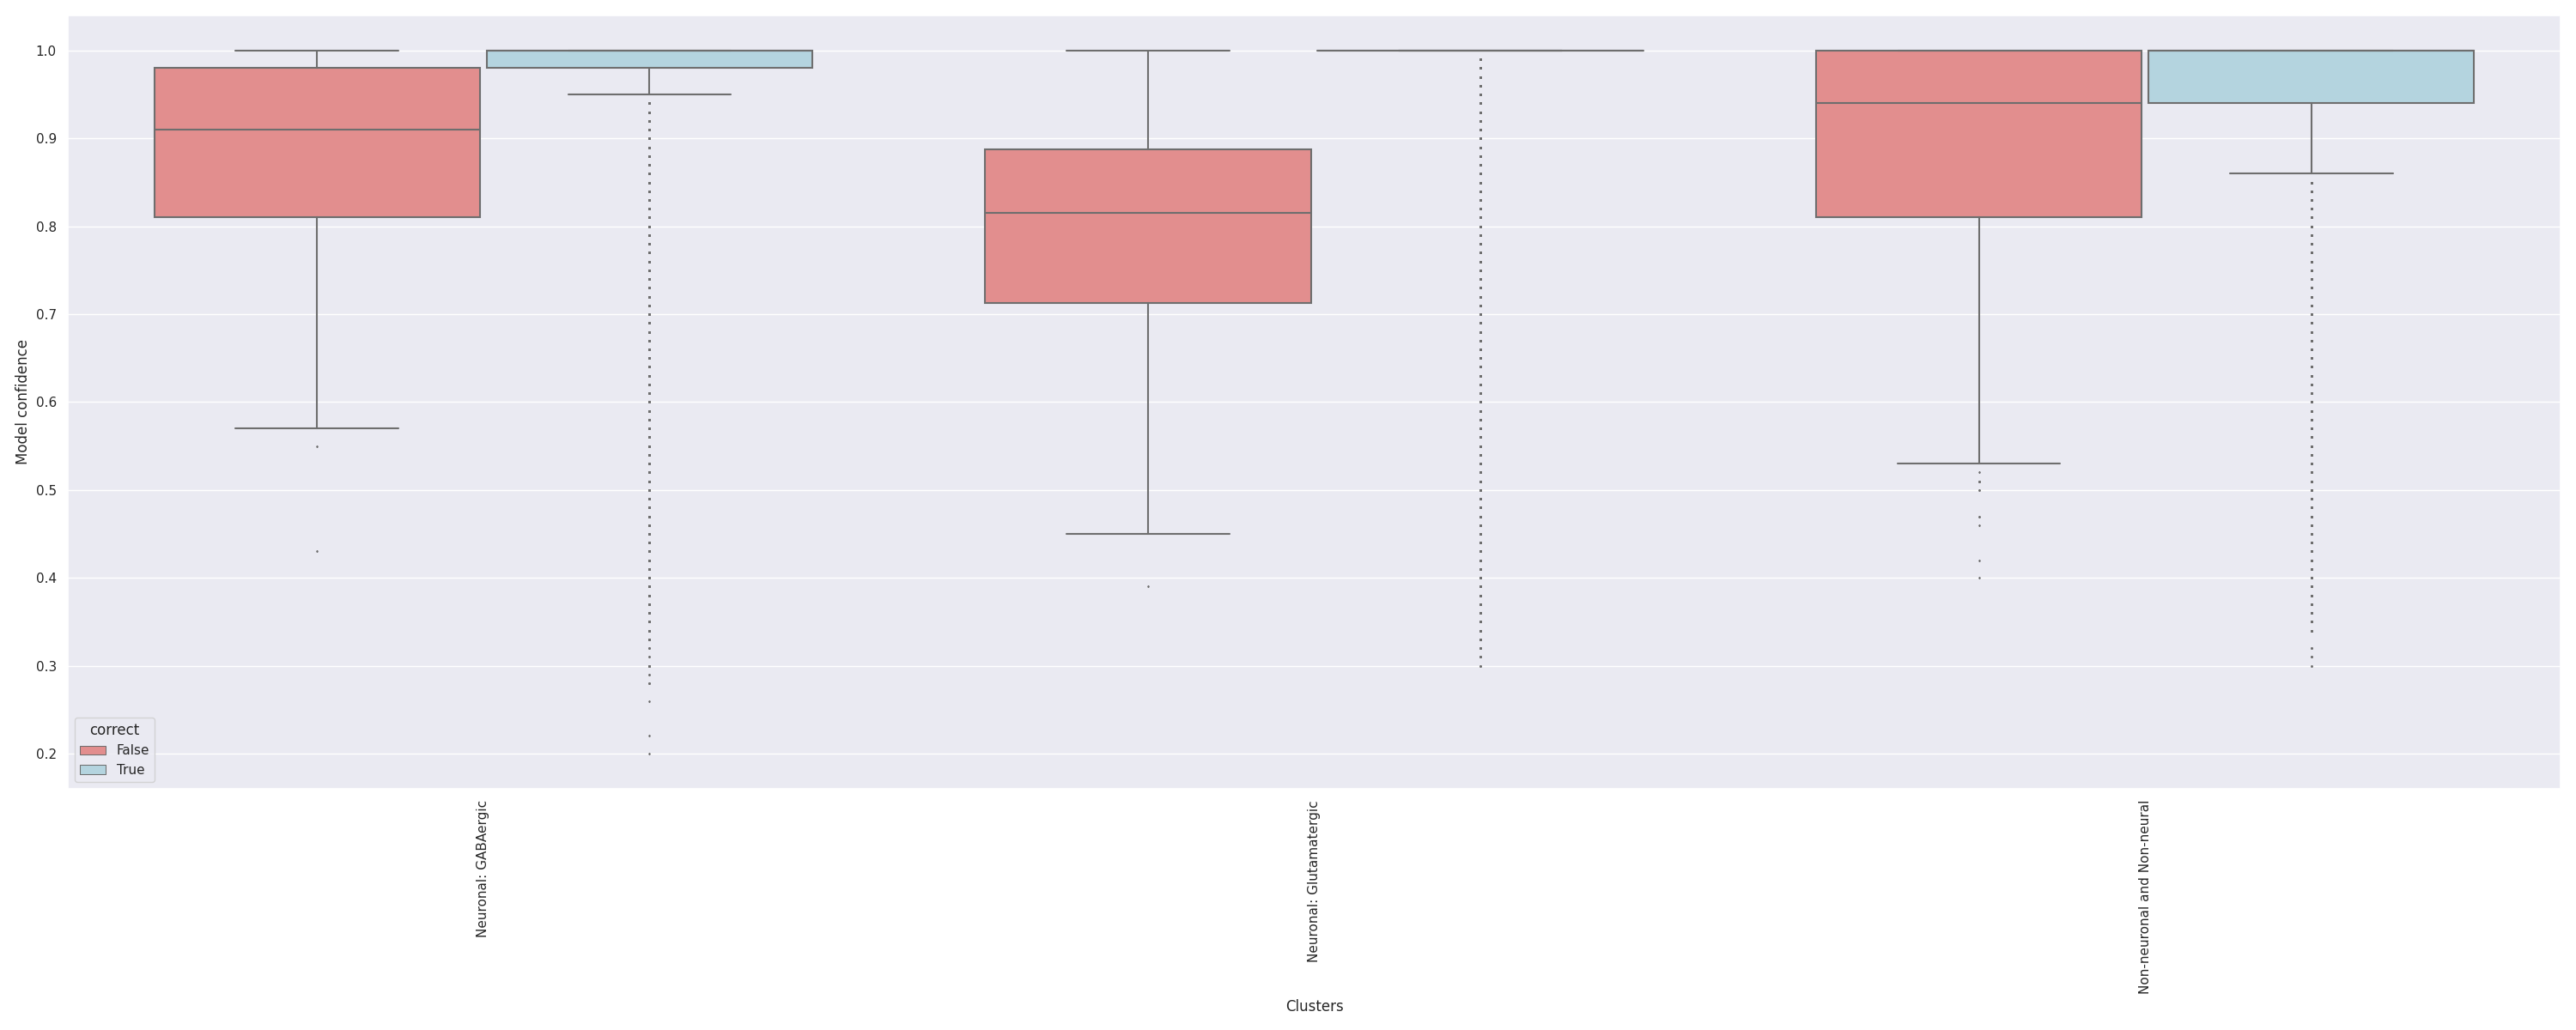 1.0
0.9
0.8
0.7
0.6
0.5
0.4
0.3
0.2
Model confidence
correct
False
True
Neuronal: GABAergic
Neuronal: Glutamatergic
Non-neuronal and Non-neural
Clusters